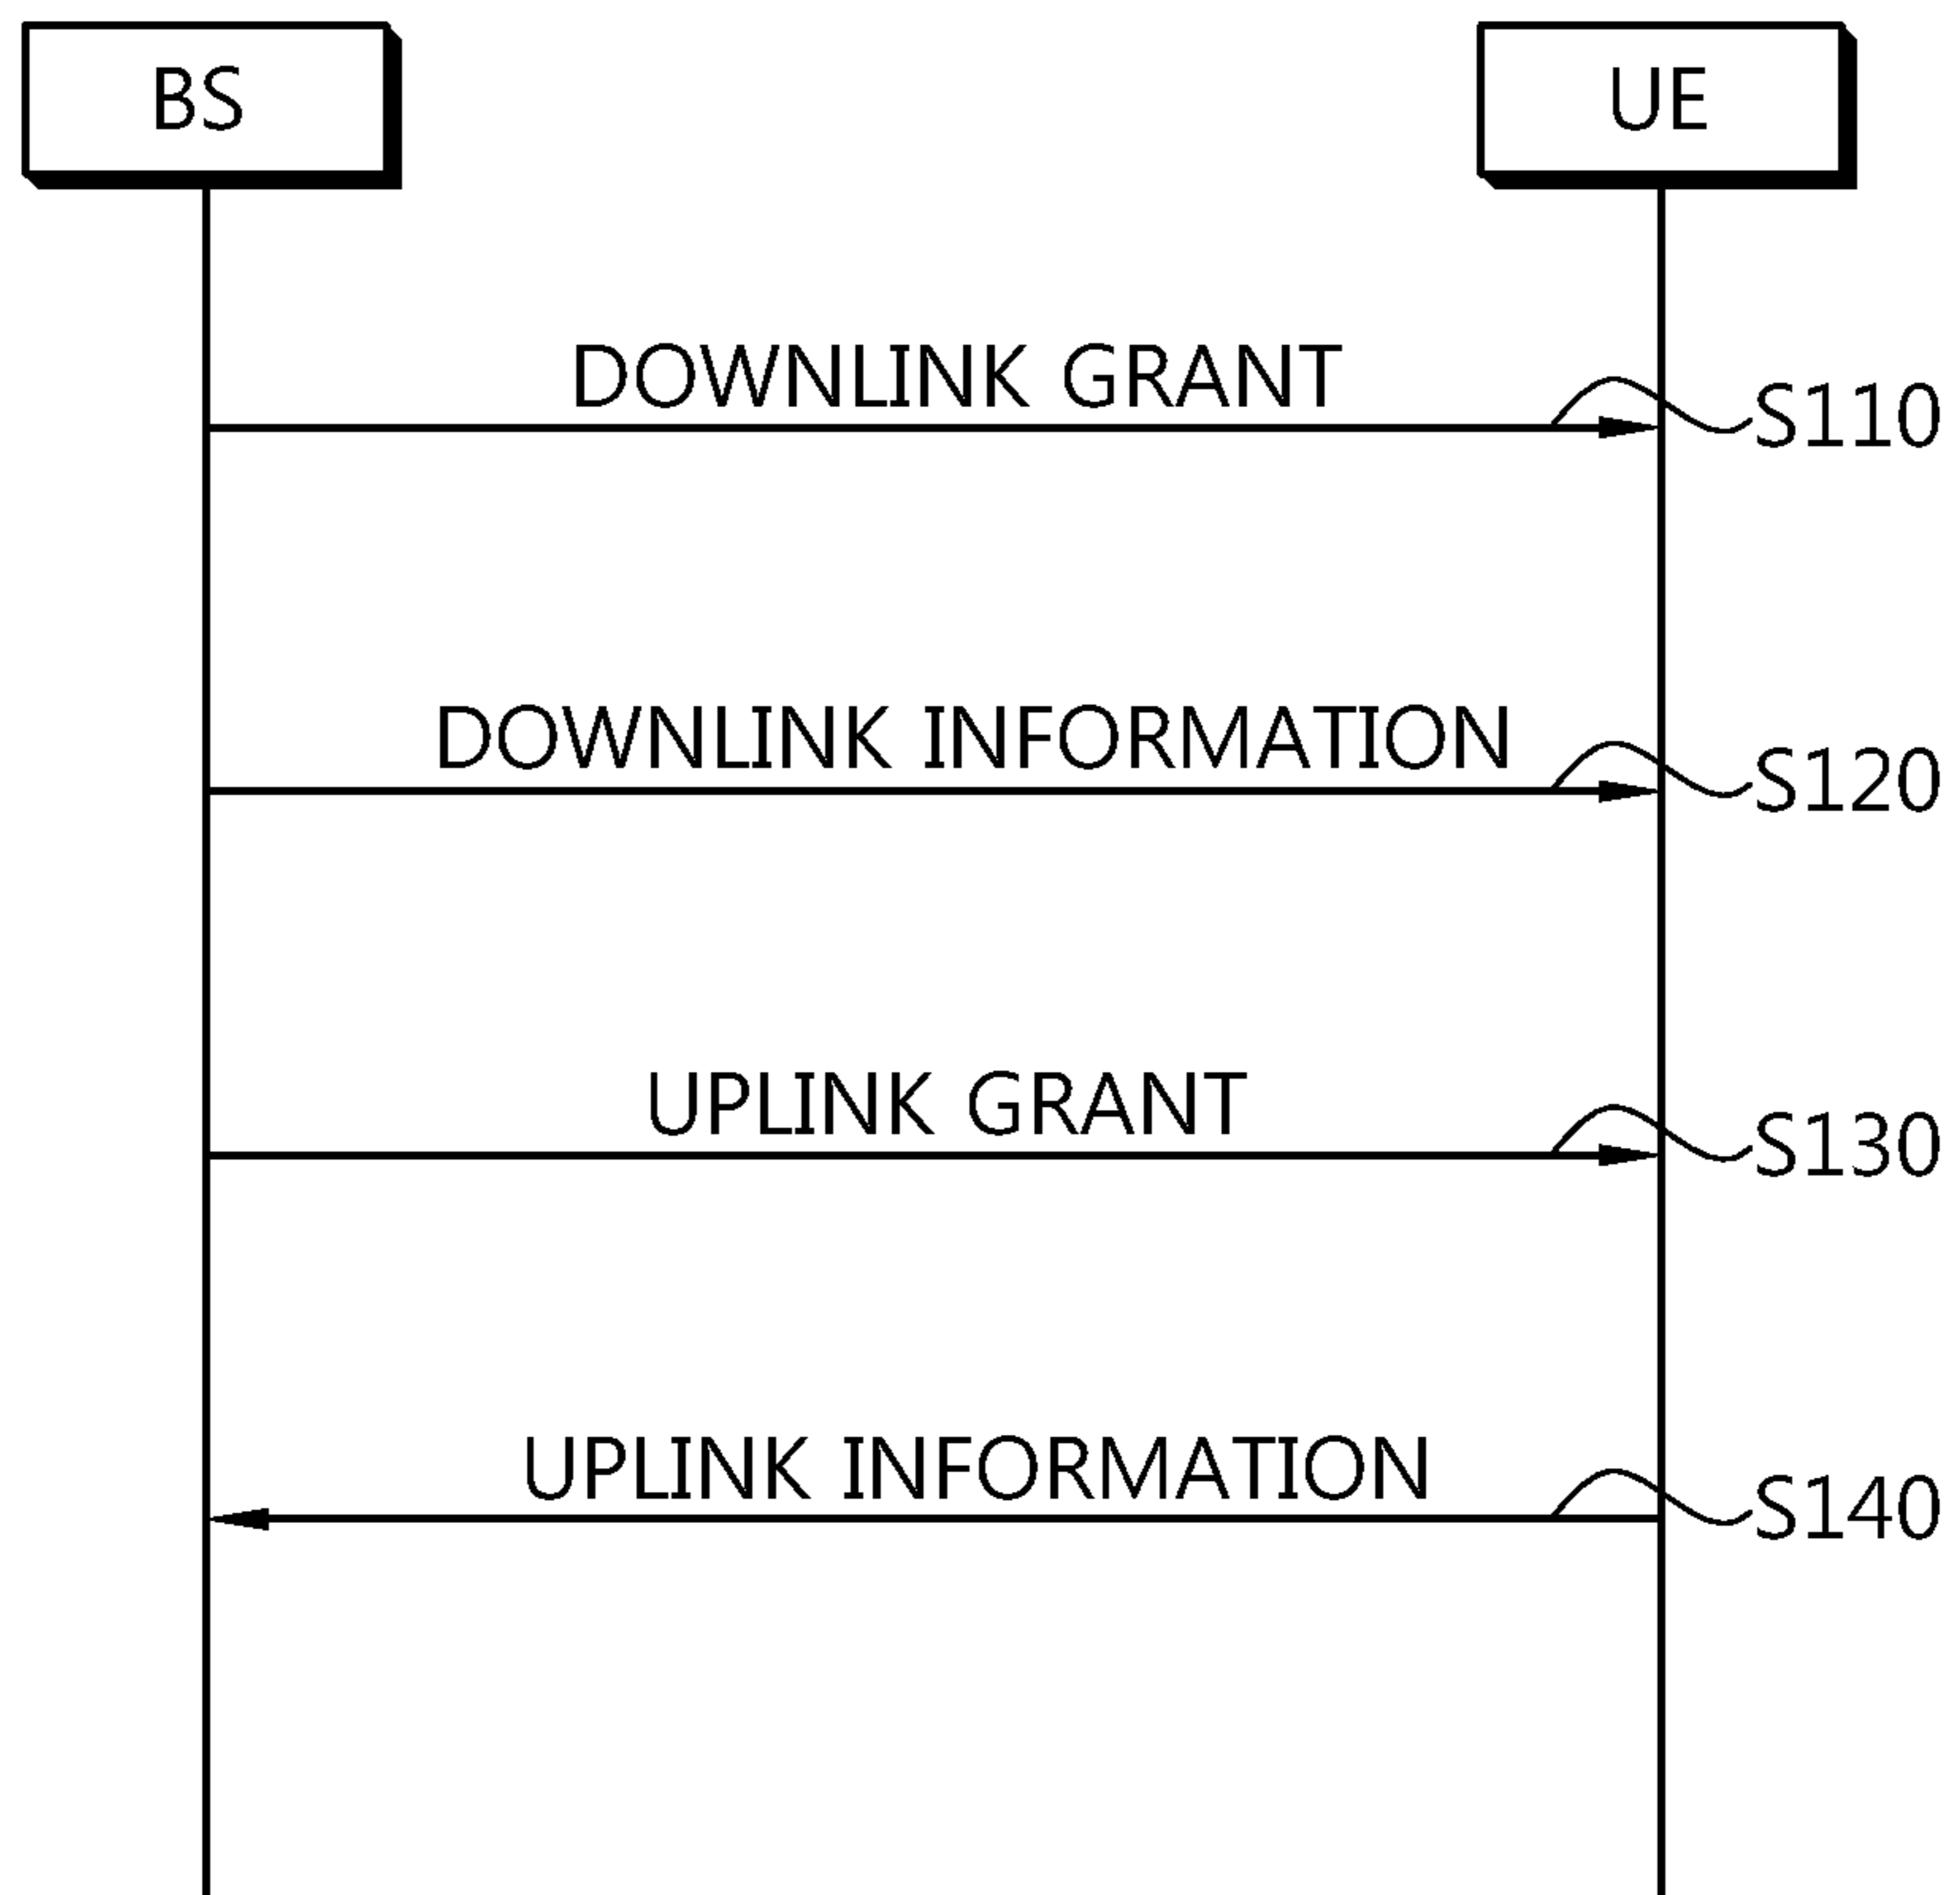 BS
UE
DOWNLINK GRANT
S110
DOWNLINK INFORMATION
S120
UPLINK GRANT
S130
UPLINK INFORMATION
S140